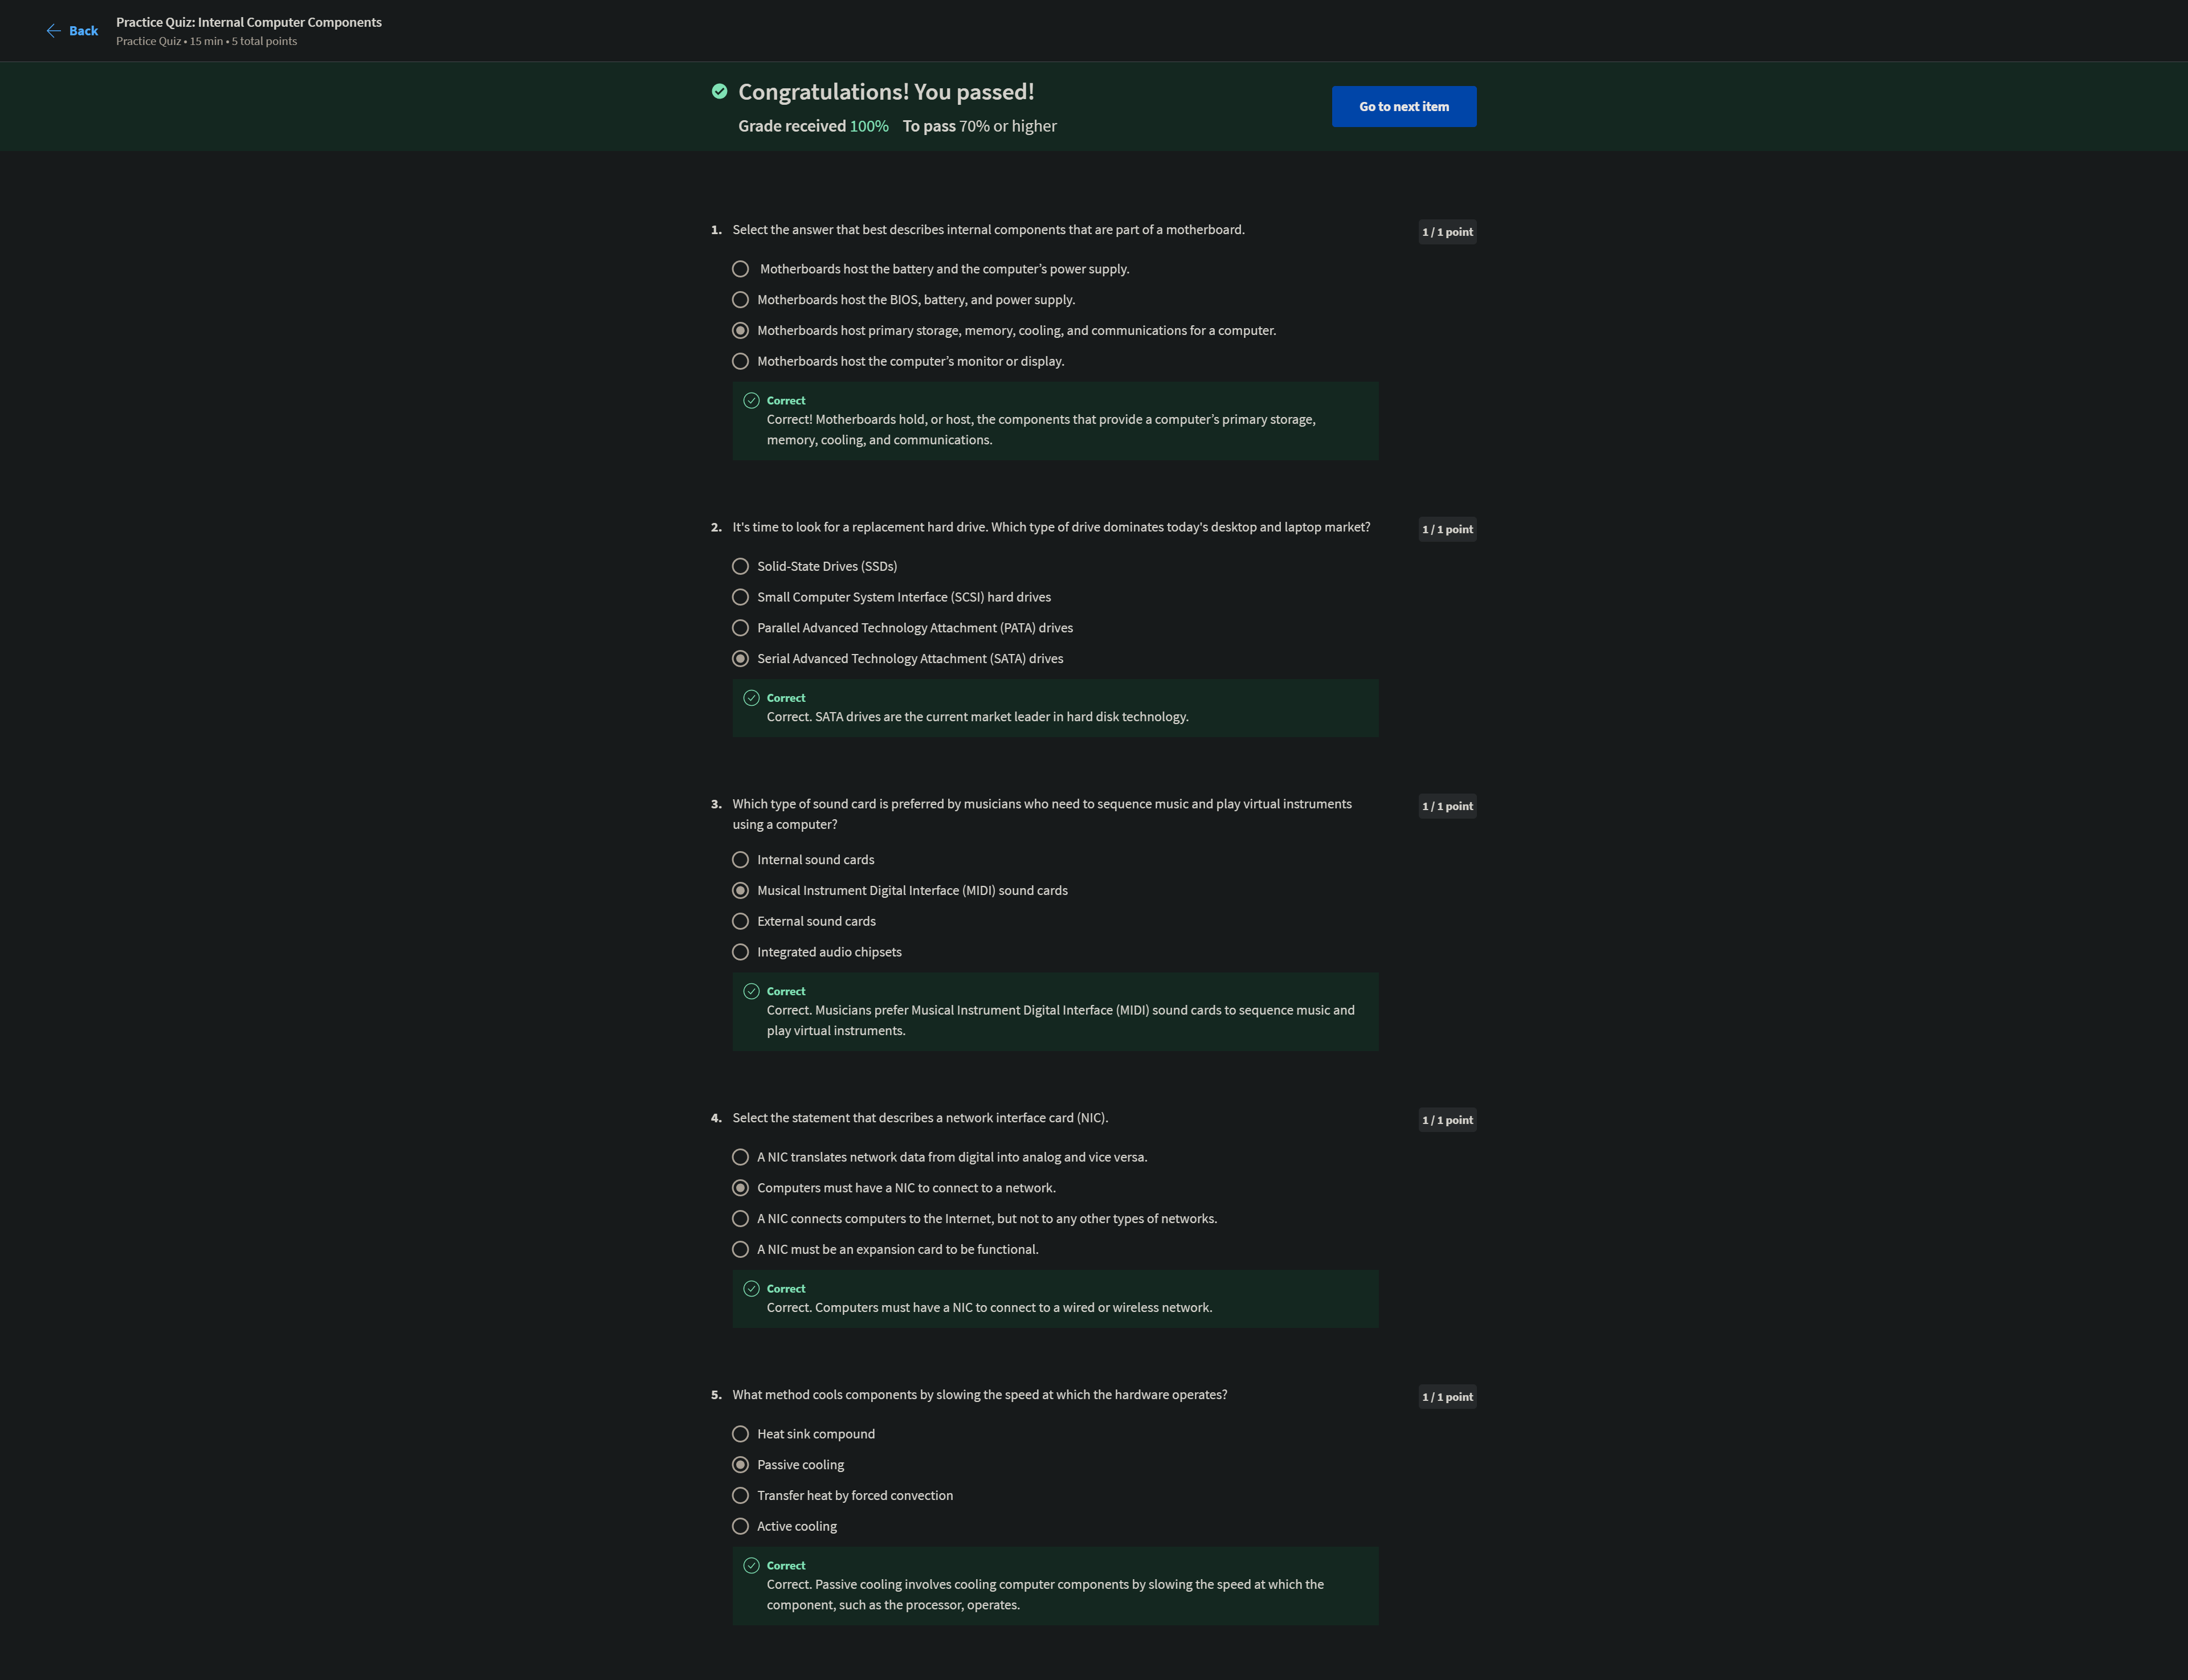 Back
Practice Quiz: Internal Computer Components
Practice Quiz • 15 min • 5 total points
Congratulations! You passed!
Grade received 100% To pass 70% or higher
Go to next item
1. Select the answer that best describes internal components that are part of a motherboard.
1 / 1 point
Motherboards host the battery and the computer’s power supply.
Motherboards host the BIOS, battery, and power supply.
Motherboards host primary storage, memory, cooling, and communications for a computer.
Motherboards host the computer’s monitor or display.
Correct
Correct! Motherboards hold, or host, the components that provide a computer’s primary storage,
memory, cooling, and communications.
2. It's time to look for a replacement hard drive. Which type of drive dominates today's desktop and laptop market?
1 / 1 point
Solid-State Drives (SSDs)
Small Computer System Interface (SCSI) hard drives
Parallel Advanced Technology Attachment (PATA) drives
Serial Advanced Technology Attachment (SATA) drives
Correct
Correct. SATA drives are the current market leader in hard disk technology.
3. Which type of sound card is preferred by musicians who need to sequence music and play virtual instruments
using a computer?
1 / 1 point
Internal sound cards
Musical Instrument Digital Interface (MIDI) sound cards
External sound cards
Integrated audio chipsets
Correct
Correct. Musicians prefer Musical Instrument Digital Interface (MIDI) sound cards to sequence music and
play virtual instruments.
4. Select the statement that describes a network interface card (NIC).
1 / 1 point
A NIC translates network data from digital into analog and vice versa.
Computers must have a NIC to connect to a network.
A NIC connects computers to the Internet, but not to any other types of networks.
A NIC must be an expansion card to be functional.
Correct
Correct. Computers must have a NIC to connect to a wired or wireless network.
5. What method cools components by slowing the speed at which the hardware operates?
1 / 1 point
Heat sink compound
Passive cooling
Transfer heat by forced convection
Active cooling
Correct
Correct. Passive cooling involves cooling computer components by slowing the speed at which the
component, such as the processor, operates.